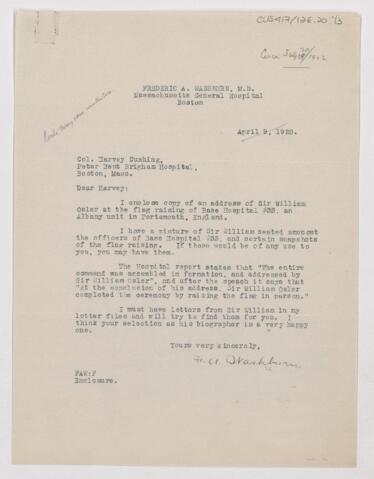 CUS417/126.20 '13
FREDERIC A. WASHBURN, M.D.
Massachusetts General Hospital
Boston
April 9, 1920.
Col. Harvey Cushing,
Peter Bent Brigham Hospital,
Boston, Mass.
Dear Harvey:
I enclose copy of an address of Sir William
Osler at the flag raising of Base Hospital #33, an
Albany unit in Portsmouth, England.
I have a picture of Sir William seated amongst
the officers of Base Hospital #33, and certain snapshots
of the flag raising. If these would be of any use to
you, you may have them.
The Hospital report states that "The entire
command was assembled in formation, and addressed by
Sir William Osler", and after the speech it says that
"At the conclusion of his address, Sir William Osler
completed the ceremony by raising the flag in person."
I must have letters from Sir William in my
letter files and will try to find them for you. I
think your selection as his biographer is a very happy
one.
Yours very sincerely,
F. A. Washburn
FAW:F
Enclosure.